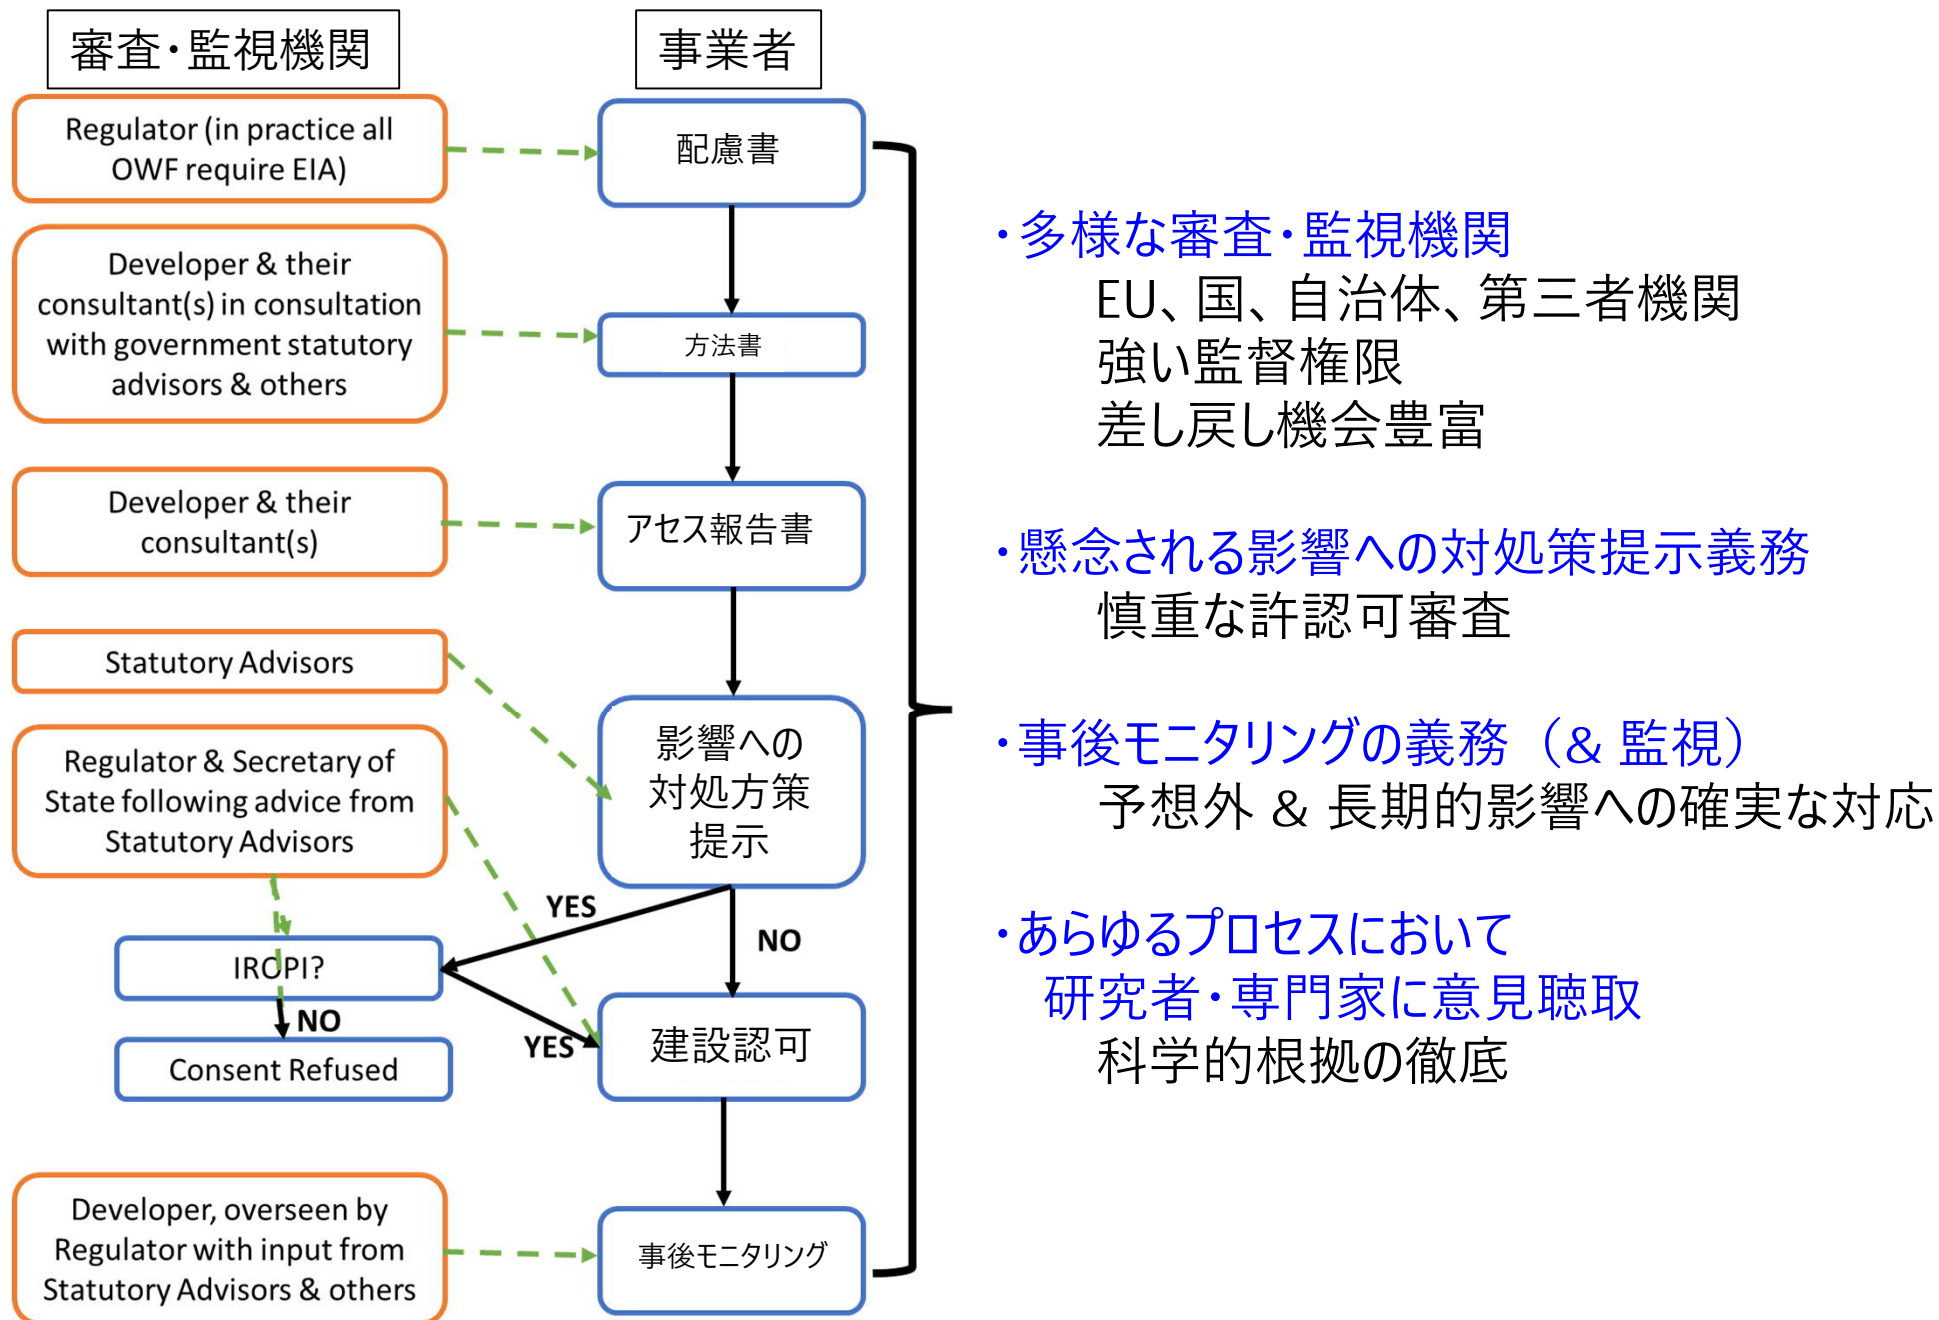 審査・監視機関
事業者
Regulator (in practice all
OWF require EIA)
配慮書
Developer & their
consultant(s) in consultation
with government statutory
advisors & others
方法書
Developer & their
consultant(s)
アセス報告書
Statutory Advisors
影響への
対処方策
提示
Regulator & Secretary of
State following advice from
Statutory Advisors
YES
NO
IROPI?
NO
YES
建設認可
Consent Refused
Developer, overseen by
Regulator with input from
Statutory Advisors & others
事後モニタリング
・多様な審査・監視機関
EU、国、自治体、第三者機関
強い監督権限
差し戻し機会豊富
・懸念される影響への対処策提示義務
慎重な許認可審査
・事後モニタリングの義務（& 監視）
予想外 & 長期的影響への確実な対応
・あらゆるプロセスにおいて
研究者・専門家に意見聴取
科学的根拠の徹底